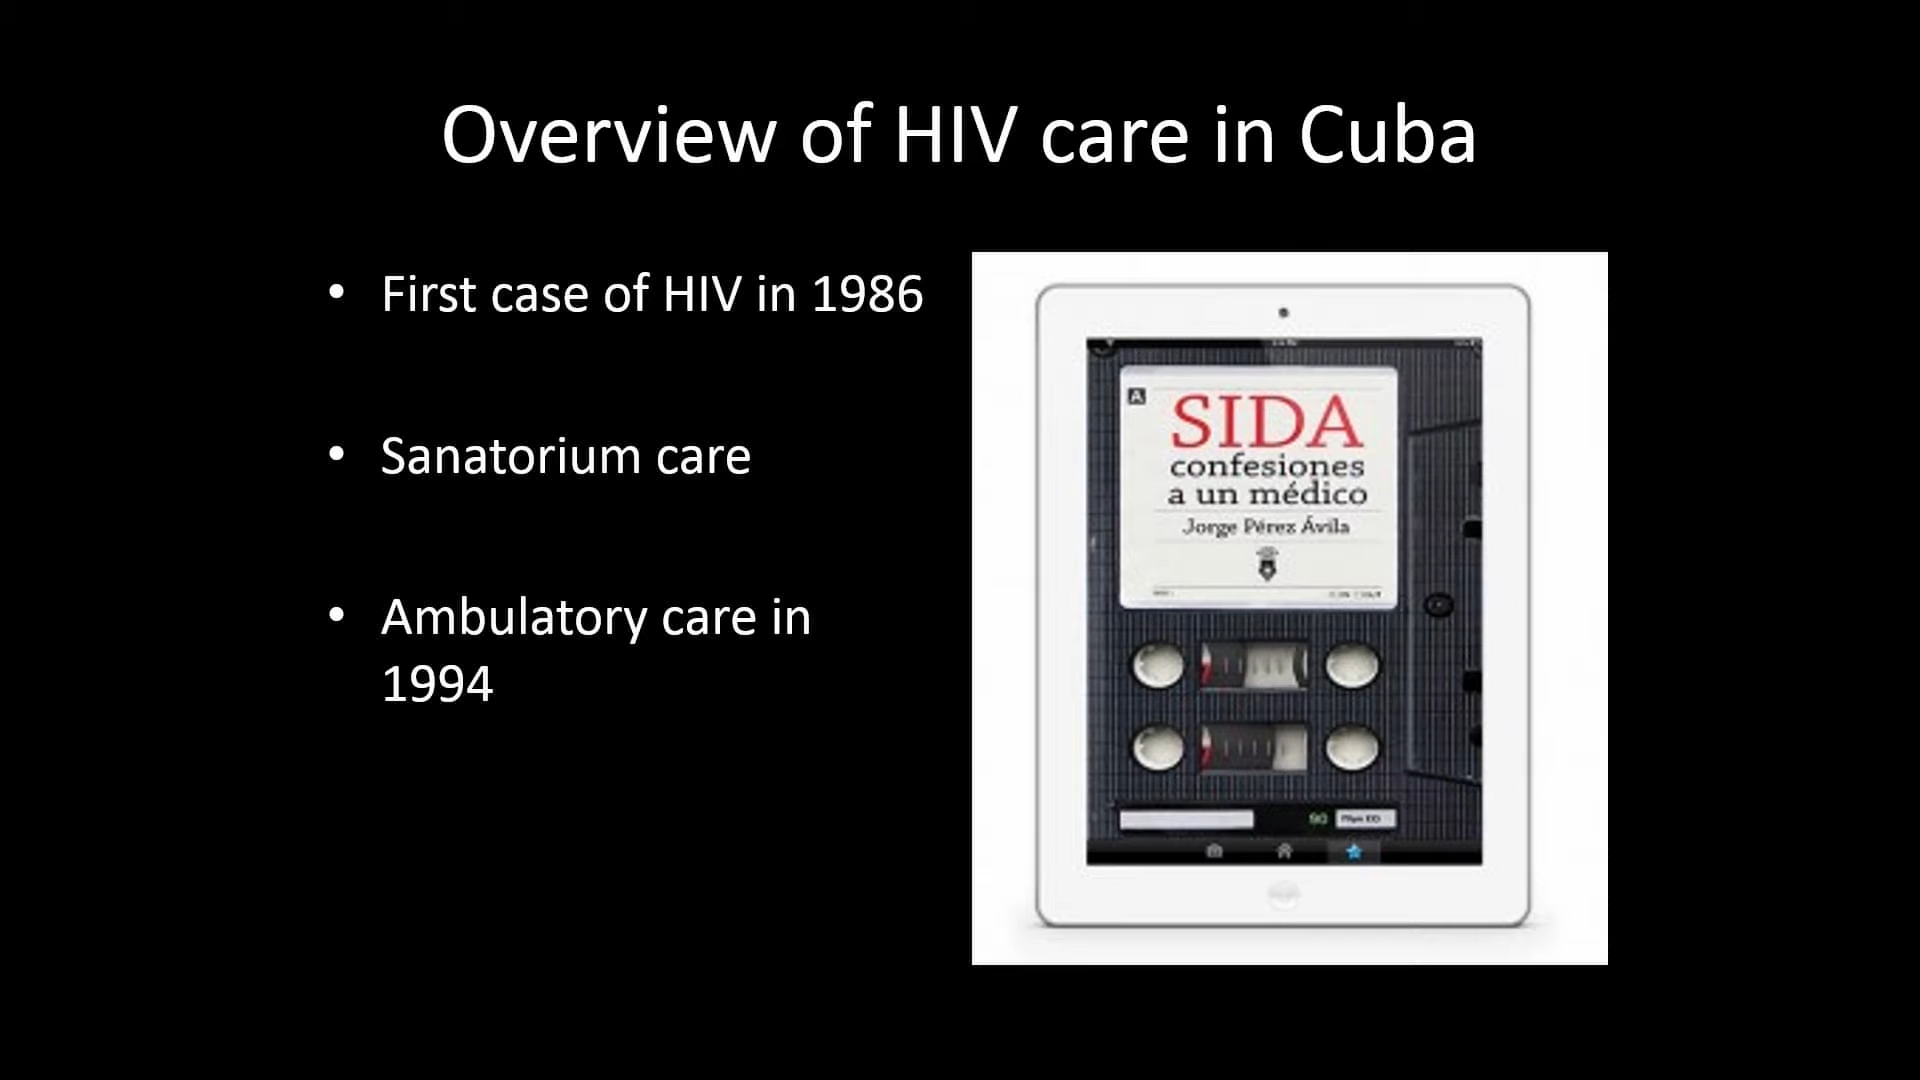 Overview of HIV care in Cuba
• First case of HIV in 1986
• Sanatorium care
• Ambulatory care in
1994
A
SIDA
confesiones
a un médico
Jorge Pérez Ávila
90